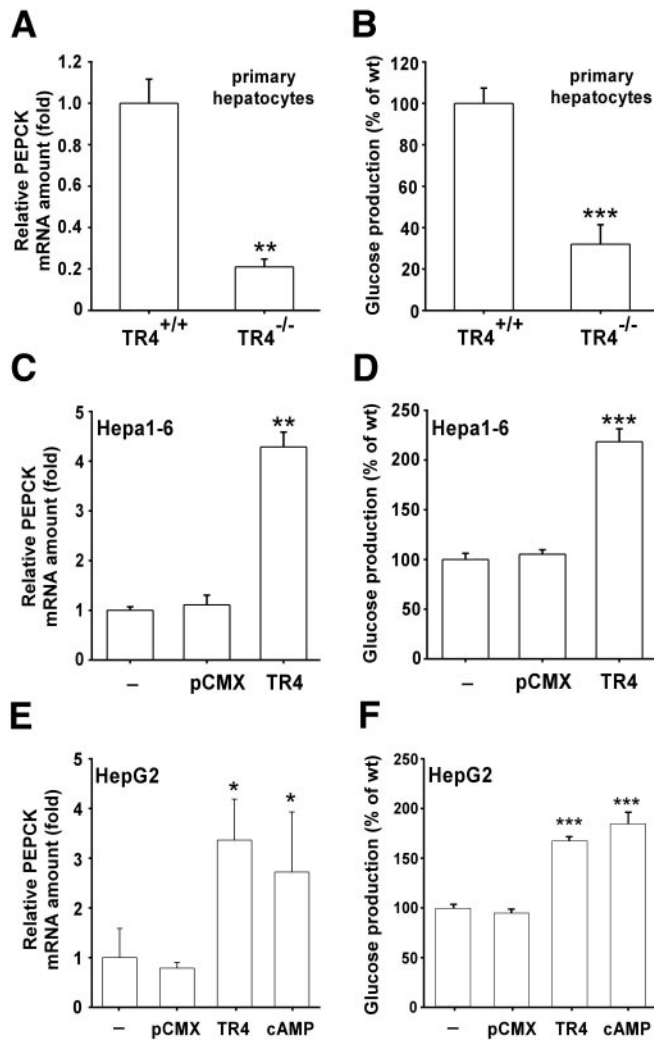 A
Relative PEPCK
mRNA amount (fold)
1.2
1.0
0.8
0.6
0.4
0.2
0
primary
hepatocytes
**
TR4+/+
TR4-/-
B
Glucose production (% of wt)
120
100
80
60
40
20
0
primary
hepatocytes
***
TR4+/+
TR4-/-
C
Relative PEPCK
mRNA amount (fold)
5
4
3
2
1
0
Hepa1-6
**
–
pCMX
TR4
D
Glucose production (% of wt)
250
200
150
100
50
0
Hepa1-6
***
–
pCMX
TR4
E
Relative PEPCK
mRNA amount (fold)
5
4
3
2
1
0
HepG2
*
*
–
pCMX
TR4
cAMP
F
Glucose production (% of wt)
250
200
150
100
50
0
HepG2
***
***
–
pCMX
TR4
cAMP